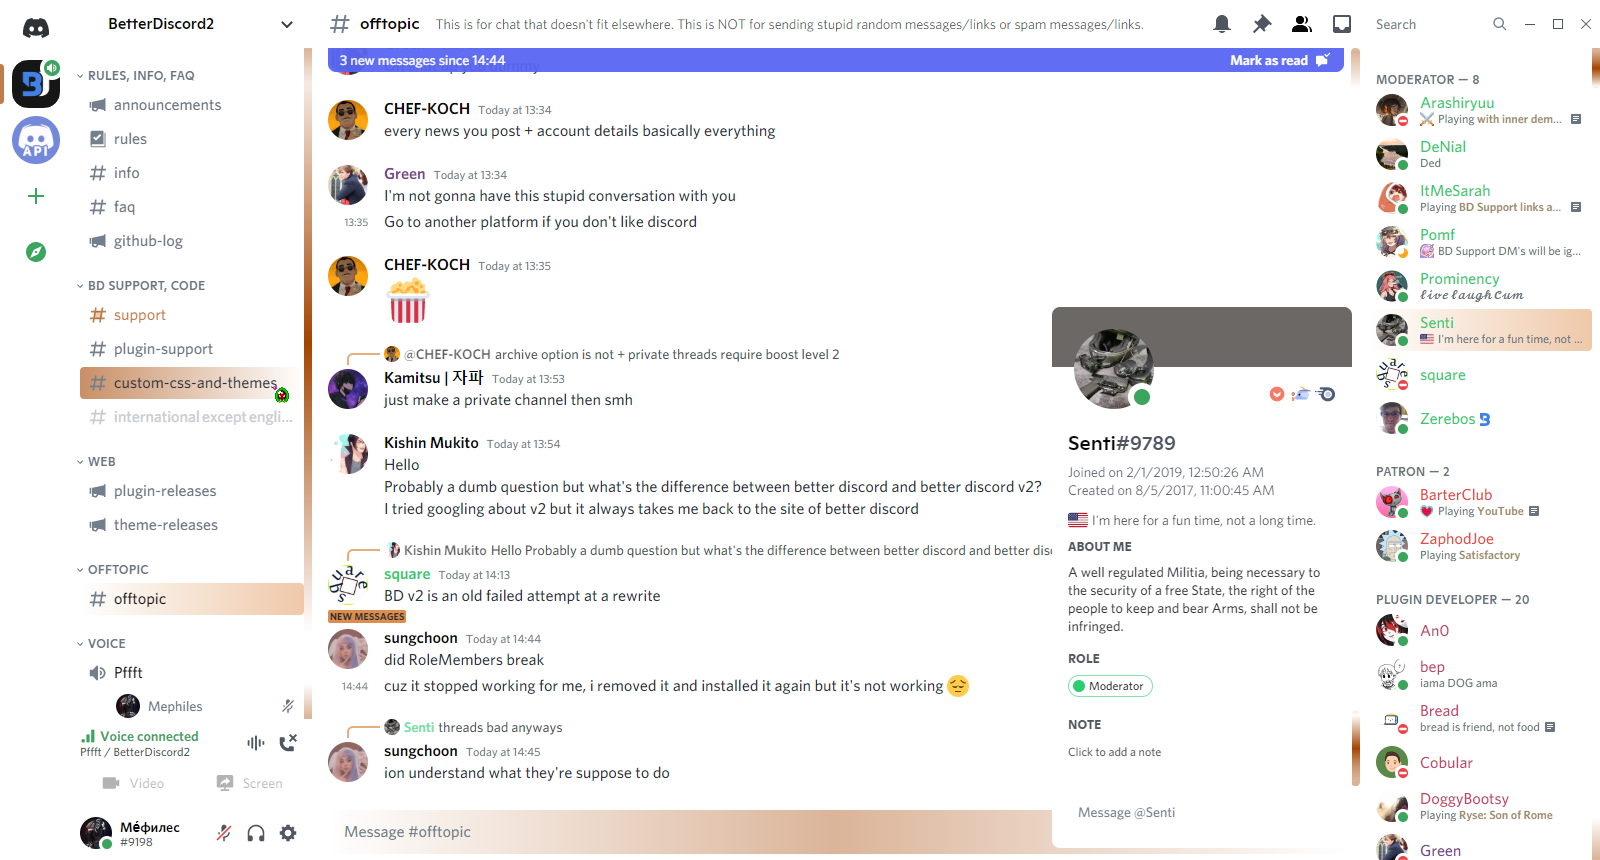 BetterDiscord2
offtopic
This is for chat that doesn't fit elsewhere. This is NOT for sending stupid random messages/links or spam messages/links.
Search
API
RULES, INFO, FAQ
announcements
rules
info
faq
github-log
BD SUPPORT, CODE
support
plugin-support
custom-css-and-themes
international except engli...
WEB
plugin-releases
theme-releases
OFFTOPIC
offtopic
VOICE
Pffft
Mephiles
Voice connected
Pffft / BetterDiscord2
Video
Screen
Мефилес
#9198
3 new messages since 14:44
Mark as read
CHEF-KOCH Today at 13:34
every news you post + account details basically everything
Green Today at 13:34
I'm not gonna have this stupid conversation with you
13:35 Go to another platform if you don't like discord
CHEF-KOCH Today at 13:35
@CHEF-KOCH archive option is not + private threads require boost level 2
Kamitsu | 자파 Today at 13:53
just make a private channel then smh
Kishin Mukito Today at 13:54
Hello
Probably a dumb question but what's the difference between better discord and better discord v2?
I tried googling about v2 but it always takes me back to the site of better discord
Kishin Mukito Hello Probably a dumb question but what's the difference between better discord and better disc
square Today at 14:13
BD v2 is an old failed attempt at a rewrite
NEW MESSAGES
sungchoon Today at 14:44
did RoleMembers break
14:44 cuz it stopped working for me, i removed it and installed it again but it's not working
Senti threads bad anyways
sungchoon Today at 14:45
ion understand what they're suppose to do
Message #offtopic
Senti#9789
Joined on 2/1/2019, 12:50:26 AM
Created on 8/5/2017, 11:00:45 AM
I'm here for a fun time, not a long time.
ABOUT ME
A well regulated Militia, being necessary to
the security of a free State, the right of the
people to keep and bear Arms, shall not be
infringed.
ROLE
Moderator
NOTE
Click to add a note
Message @Senti
MODERATOR — 8
Arashiryuu
Playing with inner dem...
DeNial
Ded
ItMeSarah
Playing BD Support links a...
Pomf
BD Support DM's will be ig...
Prominency
𝓵𝓲𝓿𝓮 𝓵𝓪𝓾𝓰𝓱 𝓬𝓾𝓶
Senti
I'm here for a fun time, not ...
square
Zerebos
PATRON — 2
BarterClub
Playing YouTube
ZaphodJoe
Playing Satisfactory
PLUGIN DEVELOPER — 20
An0
bep
iama DOG ama
Bread
bread is friend, not food
Cobular
DoggyBootsy
Playing Ryse: Son of Rome
Green